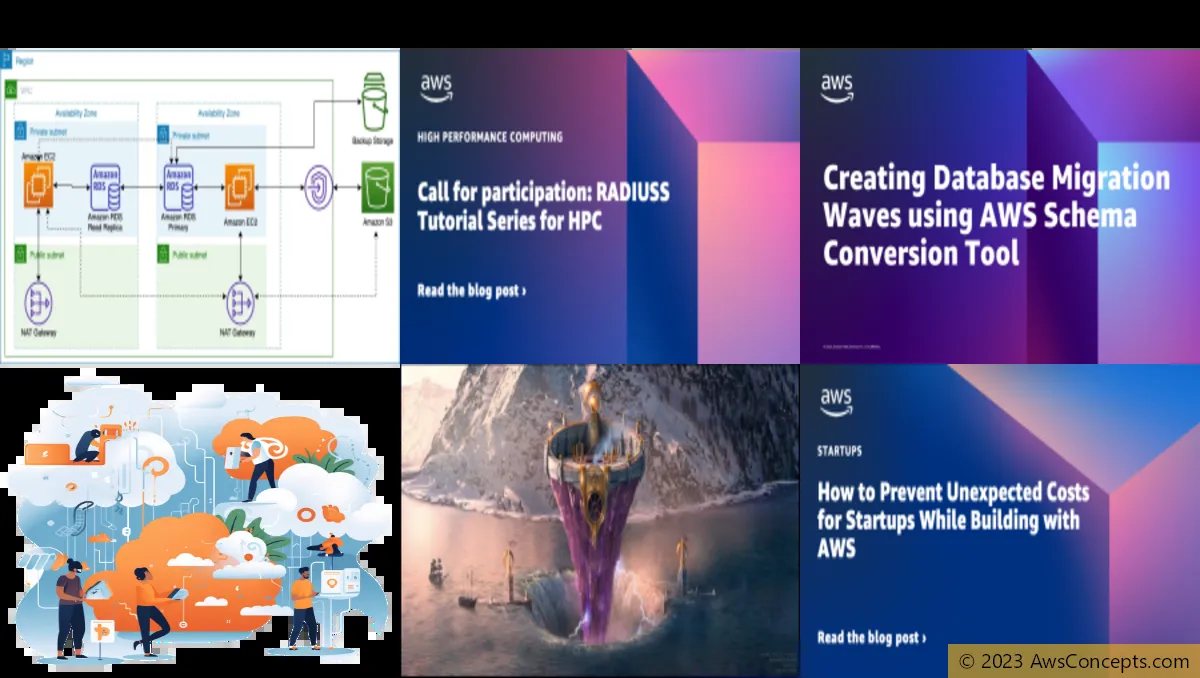 Region
VPC
Availability Zone
Availability Zone
Private subnet
Private subnet
Backup Storage
Amazon EC2
Amazon
RDS
Amazon
RDS
Amazon RDS
Read Replica
Amazon RDS
Primary
Amazon EC2
Amazon S3
Public subnet
Public subnet
NAT Gateway
NAT Gateway
aws
HIGH PERFORMANCE COMPUTING
Call for participation: RADIUSS
Tutorial Series for HPC
Read the blog post ›
aws
Creating Database Migration
Waves using AWS Schema
Conversion Tool
aws
STARTUPS
How to Prevent Unexpected Costs
for Startups While Building with
AWS
Read the blog post ›
© 2023 AwsConcepts.com